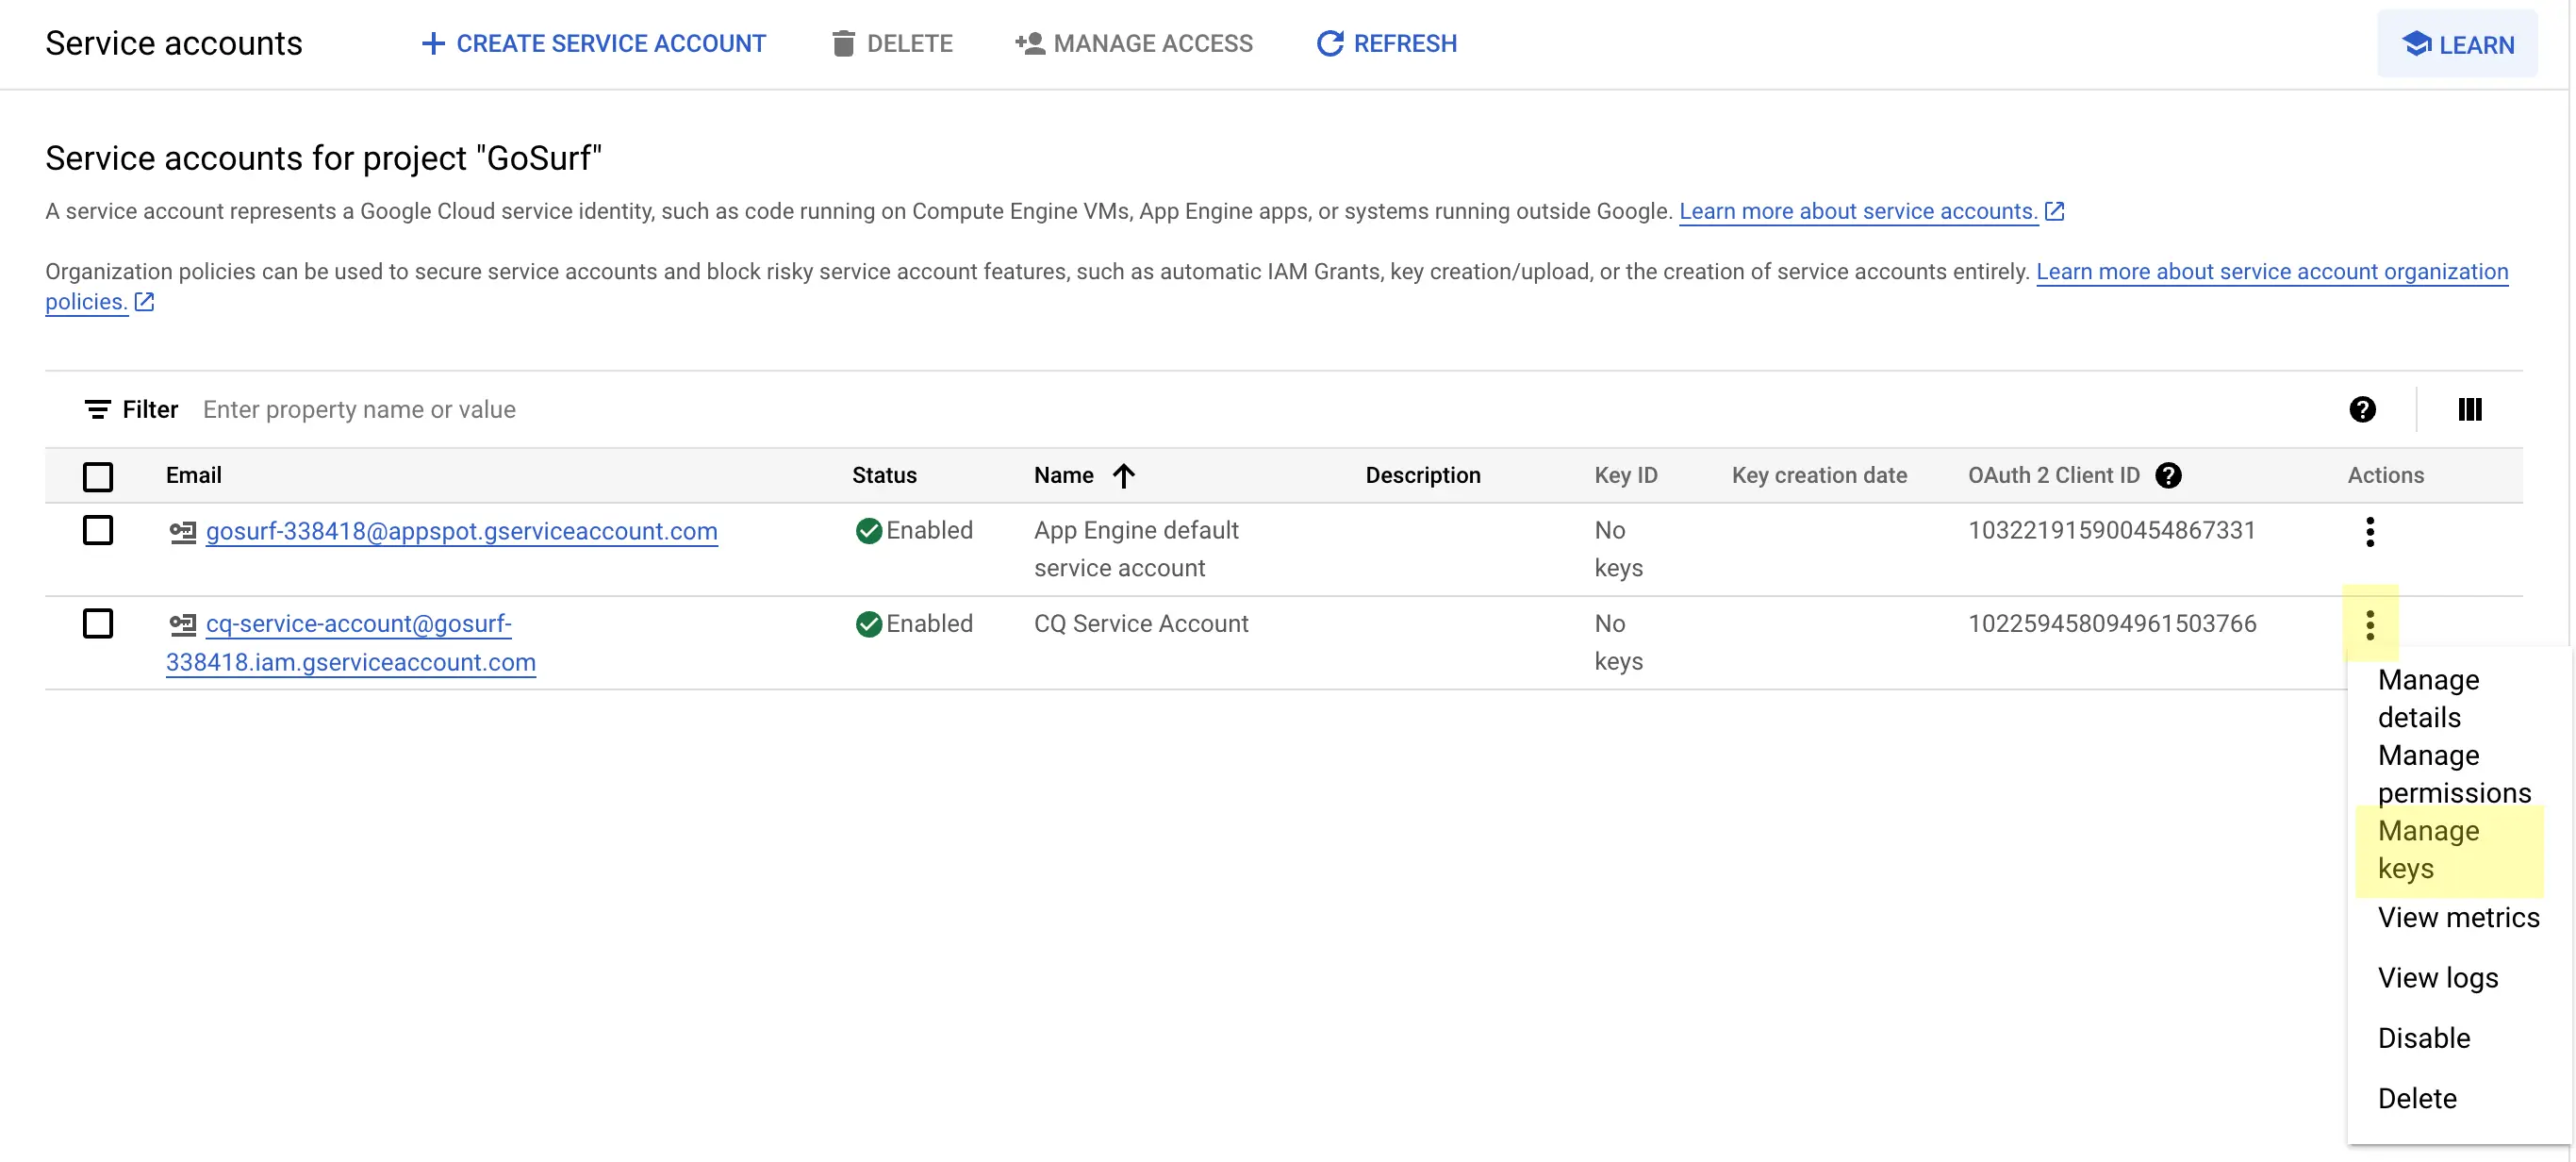 Service accounts
CREATE SERVICE ACCOUNT
DELETE
MANAGE ACCESS
REFRESH
LEARN
Service accounts for project "GoSurf"
A service account represents a Google Cloud service identity, such as code running on Compute Engine VMs, App Engine apps, or systems running outside Google. Learn more about service accounts.
Organization policies can be used to secure service accounts and block risky service account features, such as automatic IAM Grants, key creation/upload, or the creation of service accounts entirely. Learn more about service account organization
policies.
Filter Enter property name or value
Email Status Name Description Key ID Key creation date OAuth 2 Client ID Actions
gosurf-338418@appspot.gserviceaccount.com Enabled App Engine default No 103221915900454867331
service account keys
cq-service-account@gosurf- Enabled CQ Service Account No 102259458094961503766
338418.iam.gserviceaccount.com keys
Manage
details
Manage
permissions
Manage
keys
View metrics
View logs
Disable
Delete